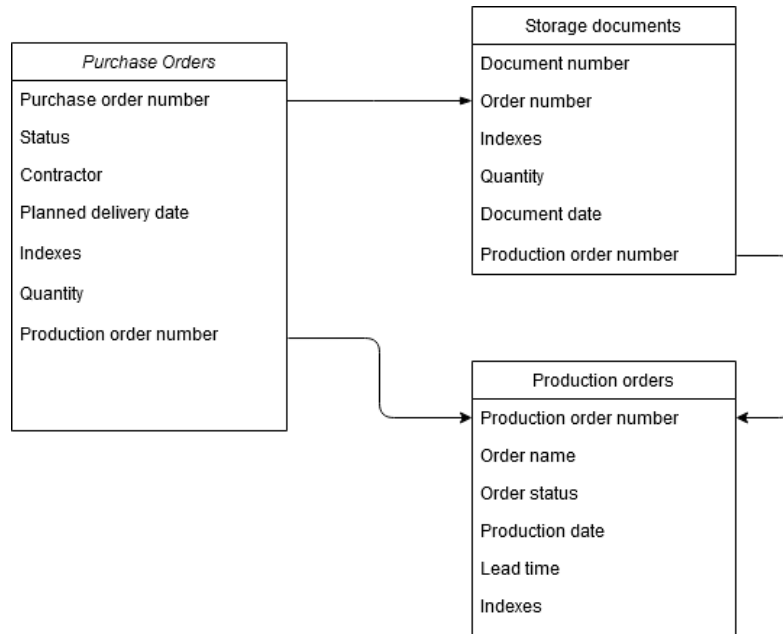 Purchase Orders
Purchase order number
Status
Contractor
Planned delivery date
Indexes
Quantity
Production order number
Storage documents
Document number
Order number
Indexes
Quantity
Document date
Production order number
Production orders
Production order number
Order name
Order status
Production date
Lead time
Indexes